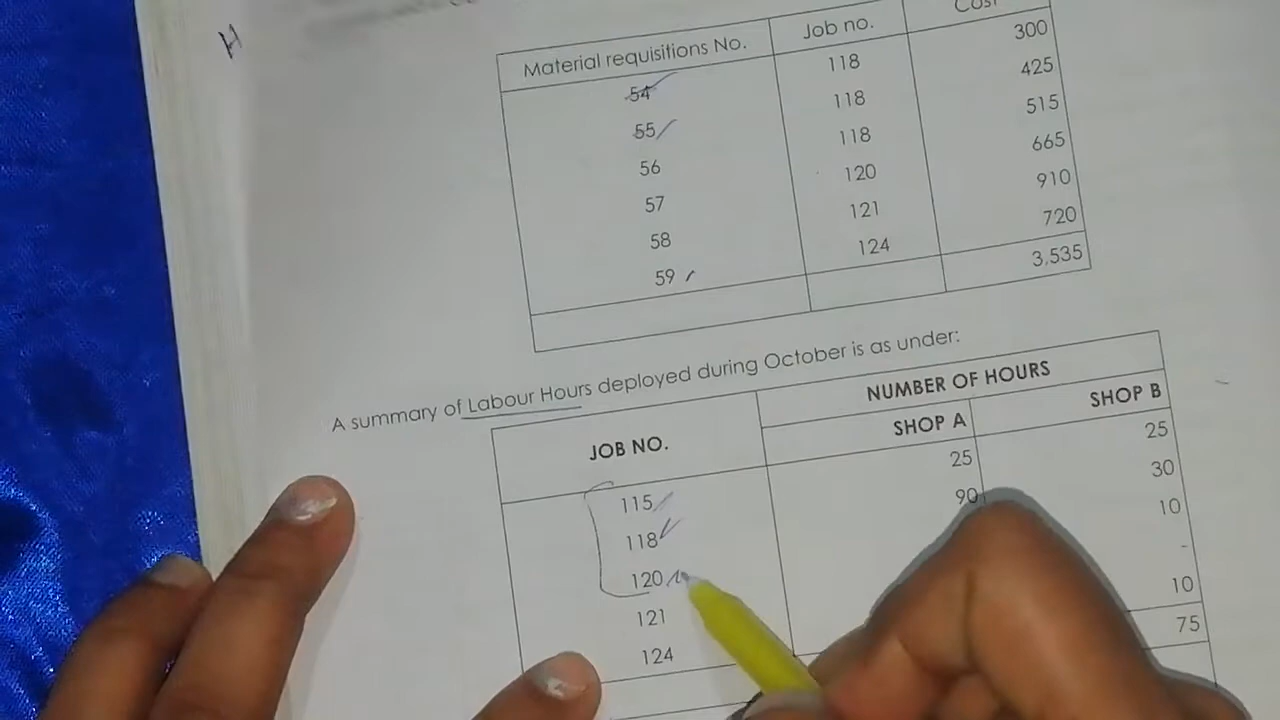 H
Material requisitions No. Job no. Cost
54 118 300
55 118 425
56 118 515
57 120 665
58 121 910
59 124 720
3,535
A summary of Labour Hours deployed during October is as under:
JOB NO. NUMBER OF HOURS
SHOP A SHOP B
115 25 25
118 90 30
120 10
121 -
124 10
75